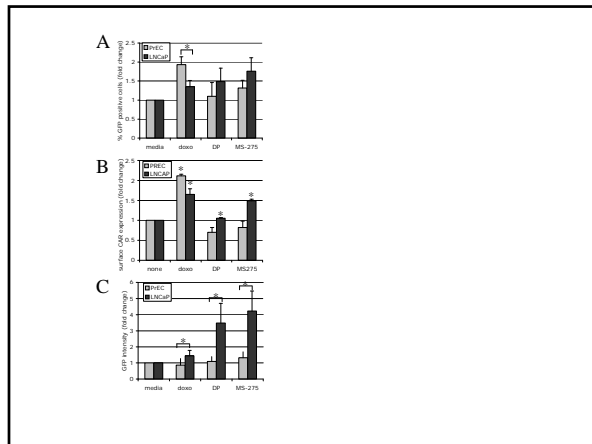 A
% GFP positive cells (fold change)
2.5
2
1.5
1
0.5
0
PrEC
LNCaP
*
media doxo DP MS-275
B
surface CAR expression (fold change)
2.5
2
1.5
1
0.5
0
PREC
LNCAP
* * * *
none doxo DP MS275
C
GFP intensity (fold change)
6
5
4
3
2
1
0
PrEC
LNCaP
* * *
media doxo DP MS-275